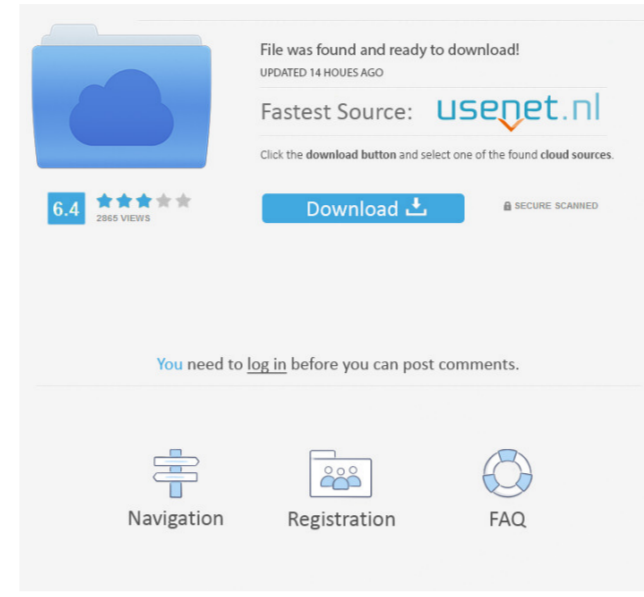 File was found and ready to download!
UPDATED 14 HOUES AGO
Fastest Source: usenet.nl
Click the download button and select one of the found cloud sources.
6.4
2865 VIEWS
Download
SECURE SCANNED
You need to log in before you can post comments.
Navigation Registration FAQ